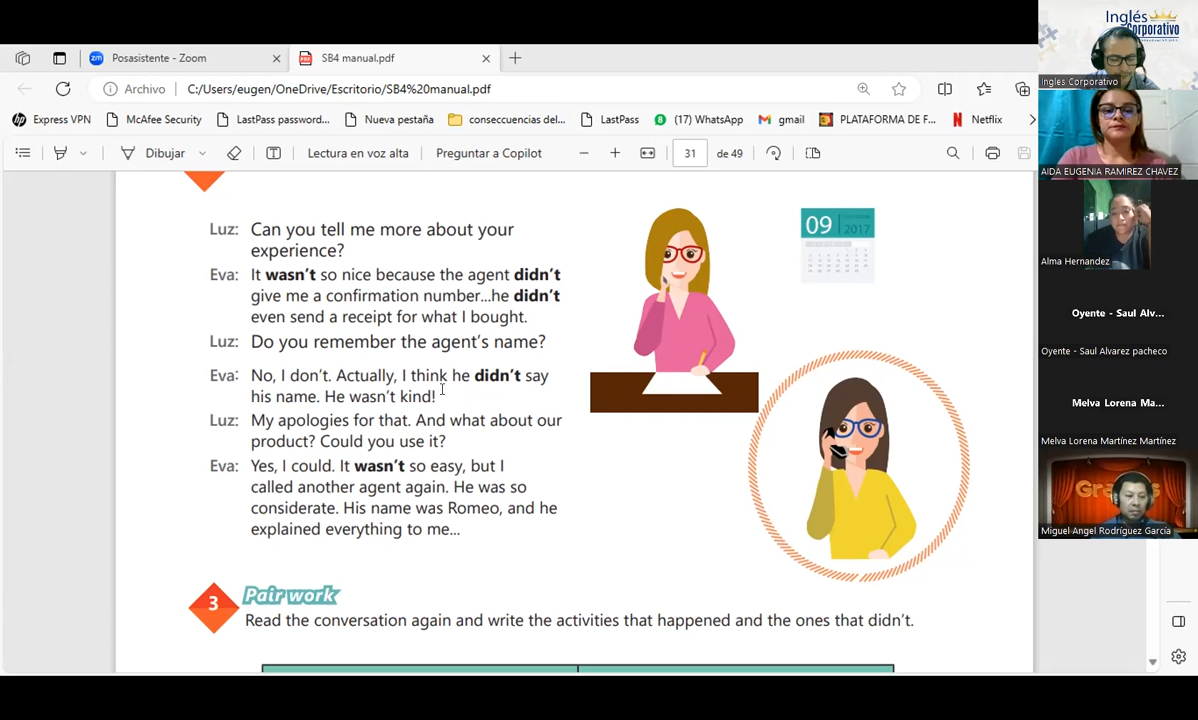 Posasistente - Zoom
SB4 manual.pdf
Archivo
C:/Users/eugen/OneDrive/Escritorio/SB4%20manual.pdf
Express VPN
McAfee Security
LastPass password...
Nueva pestaña
conseccuencias del...
LastPass
(17) WhatsApp
gmail
PLATAFORMA DE F...
Netflix
Dibujar
Lectura en voz alta
Preguntar a Copilot
31
de 49
Luz: Can you tell me more about your
experience?
Eva: It wasn't so nice because the agent didn't
give me a confirmation number...he didn't
even send a receipt for what I bought.
Luz: Do you remember the agent's name?
Eva: No, I don't. Actually, I think he didn't say
his name. He wasn't kind!
Luz: My apologies for that. And what about our
product? Could you use it?
Eva: Yes, I could. It wasn't so easy, but I
called another agent again. He was so
considerate. His name was Romeo, and he
explained everything to me...
09
2017
3
Pair work
Read the conversation again and write the activities that happened and the ones that didn't.
Inglés
Corporativo
Ingles Corporativo
AIDA EUGENIA RAMIREZ CHAVEZ
Alma Hernandez
Oyente - Saul Alv...
Oyente - Saul Alvarez pacheco
Melva Lorena Ma...
Melva Lorena Martínez Martínez
Miguel Angel Rodríguez García